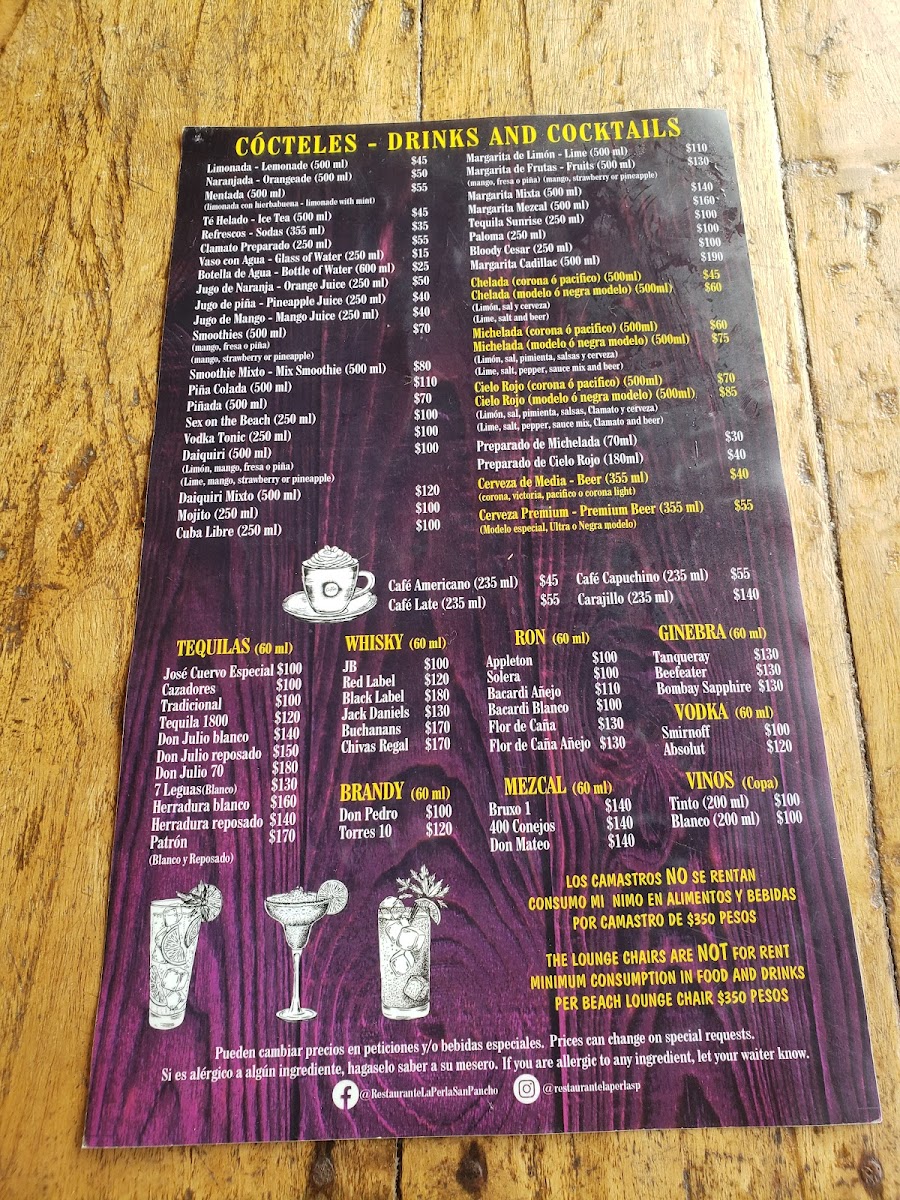 CÓCTELES - DRINKS AND COCKTAILS
Limonada - Lemonade (500 ml) $45
Naranjada - Orangeade (500 ml) $50
Mentada (500 ml) $55
(limonada con hierbabuena - limonade with mint)
Té Helado - Ice Tea (500 ml) $45
Refrescos - Sodas (355 ml) $35
Clamato Preparado (250 ml) $55
Vaso con Agua - Glass of Water (250 ml) $15
Botella de Agua - Bottle of Water (600 ml) $25
Jugo de Naranja - Orange Juice (250 ml) $50
Jugo de piña - Pineapple Juice (250 ml) $40
Jugo de Mango - Mango Juice (250 ml) $40
Smoothies (500 ml) $70
(mango, fresa o piña)
(mango, strawberry or pineapple)
Smoothie Mixto - Mix Smoothie (500 ml) $80
Piña Colada (500 ml) $110
Piñada (500 ml) $70
Sex on the Beach (250 ml) $100
Vodka Tonic (250 ml) $100
Daiquiri (500 ml) $100
(Limón, mango, fresa o piña)
(Lime, mango, strawberry or pineapple)
Daiquiri Mixto (500 ml) $120
Mojito (250 ml) $100
Cuba Libre (250 ml) $100
Margarita de Limón - Lime (500 ml) $110
Margarita de Frutas - Fruits (500 ml) $130
(mango, fresa o piña) (mango, strawberry or pineapple)
Margarita Mixta (500 ml) $140
Margarita Mezcal (500 ml) $160
Tequila Sunrise (250 ml) $100
Paloma (250 ml) $100
Bloody Cesar (250 ml) $100
Margarita Cadillac (500 ml) $190
Chelada (corona ó pacifico) (500ml) $45
Chelada (modelo ó negra modelo) (500ml) $60
(Limón, sal y cerveza)
(Lime, salt and beer)
Michelada (corona ó pacifico) (500ml) $60
Michelada (modelo ó negra modelo) (500ml) $75
(Limón, sal, pimienta, salsas y cerveza)
(Lime, salt, pepper, sauce mix and beer)
Cielo Rojo (corona ó pacifico) (500ml) $70
Cielo Rojo (modelo ó negra modelo) (500ml) $85
(Limón, sal, pimienta, salsas, Clamato y cerveza)
(Lime, salt, pepper, sauce mix, Clamato and beer)
Preparado de Michelada (70ml) $30
Preparado de Cielo Rojo (180ml) $40
Cerveza de Media - Beer (355 ml) $40
(corona, victoria, pacifico o corona light)
Cerveza Premium - Premium Beer (355 ml) $55
(Modelo especial, Ultra o Negra modelo)
Café Americano (235 ml) $45 Café Capuchino (235 ml) $55
Café Late (235 ml) $55 Carajillo (235 ml) $140
TEQUILAS (60 ml)
José Cuervo Especial $100
Cazadores $100
Tradicional $100
Tequila 1800 $120
Don Julio blanco $140
Don Julio reposado $150
Don Julio 70 $180
7 Leguas (Blanco) $130
Herradura blanco $160
Herradura reposado $140
Patrón $170
(Blanco y Reposado)
WHISKY (60 ml)
JB $100
Red Label $120
Black Label $180
Jack Daniels $130
Buchanans $170
Chivas Regal $170
BRANDY (60 ml)
Don Pedro $100
Torres 10 $120
RON (60 ml)
Appleton $100
Solera $100
Bacardi Añejo $110
Bacardi Blanco $100
Flor de Caña $130
Flor de Caña Añejo $130
MEZCAL (60 ml)
Bruxo 1 $140
400 Conejos $140
Don Mateo $140
GINEBRA (60 ml)
Tanqueray $130
Beefeater $130
Bombay Sapphire $130
VODKA (60 ml)
Smirnoff $100
Absolut $120
VINOS (Copa)
Tinto (200 ml) $100
Blanco (200 ml) $100
LOS CAMASTROS NO SE RENTAN
CONSUMO MI NIMO EN ALIMENTOS Y BEBIDAS
POR CAMASTRO DE $350 PESOS
THE LOUNGE CHAIRS ARE NOT FOR RENT
MINIMUM CONSUMPTION IN FOOD AND DRINKS
PER BEACH LOUNGE CHAIR $350 PESOS
Pueden cambiar precios en peticiones y/o bebidas especiales. Prices can change on special requests.
Si es alérgico a algún ingrediente, hagaselo saber a su mesero. If you are allergic to any ingredient, let your waiter know.
@RestauranteLaPerlaSanPancho @restaurantelaperlasp